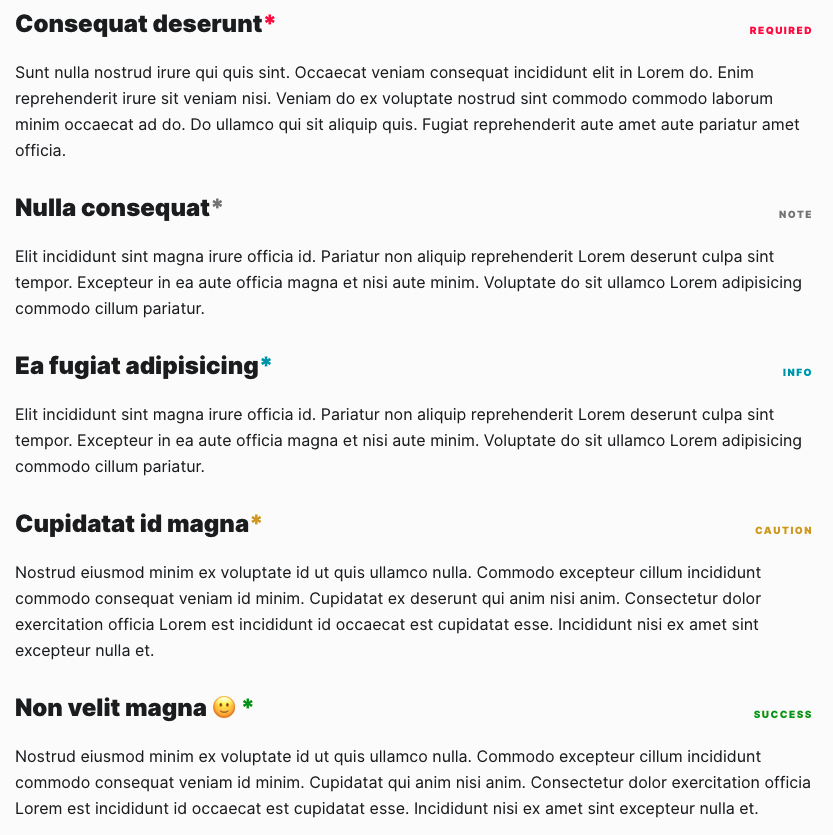 Consequat deserunt*
REQUIRED
Sunt nulla nostrud irure qui quis sint. Occaecat veniam consequat incididunt elit in Lorem do. Enim
reprehenderit irure sit veniam nisi. Veniam do ex voluptate nostrud sint commodo commodo laborum
minim occaecat ad do. Do ullamco qui sit aliquip quis. Fugiat reprehenderit aute amet aute pariatur amet
officia.
Nulla consequat*
NOTE
Elit incididunt sint magna irure officia id. Pariatur non aliquip reprehenderit Lorem deserunt culpa sint
tempor. Excepteur in ea aute officia magna et nisi aute minim. Voluptate do sit ullamco Lorem adipisicing
commodo cillum pariatur.
Ea fugiat adipisicing*
INFO
Elit incididunt sint magna irure officia id. Pariatur non aliquip reprehenderit Lorem deserunt culpa sint
tempor. Excepteur in ea aute officia magna et nisi aute minim. Voluptate do sit ullamco Lorem adipisicing
commodo cillum pariatur.
Cupidatat id magna*
CAUTION
Nostrud eiusmod minim ex voluptate id ut quis ullamco nulla. Commodo excepteur cillum incididunt
commodo consequat veniam id minim. Cupidatat ex deserunt qui anim nisi anim. Consectetur dolor
exercitation officia Lorem est incididunt id occaecat est cupidatat esse. Incididunt nisi ex amet sint
excepteur nulla et.
Non velit magna 🙂 *
SUCCESS
Nostrud eiusmod minim ex voluptate id ut quis ullamco nulla. Commodo excepteur cillum incididunt
commodo consequat veniam id minim. Cupidatat qui anim nisi anim. Consectetur dolor exercitation officia
Lorem est incididunt id occaecat est cupidatat esse. Incididunt nisi ex amet sint excepteur nulla et.